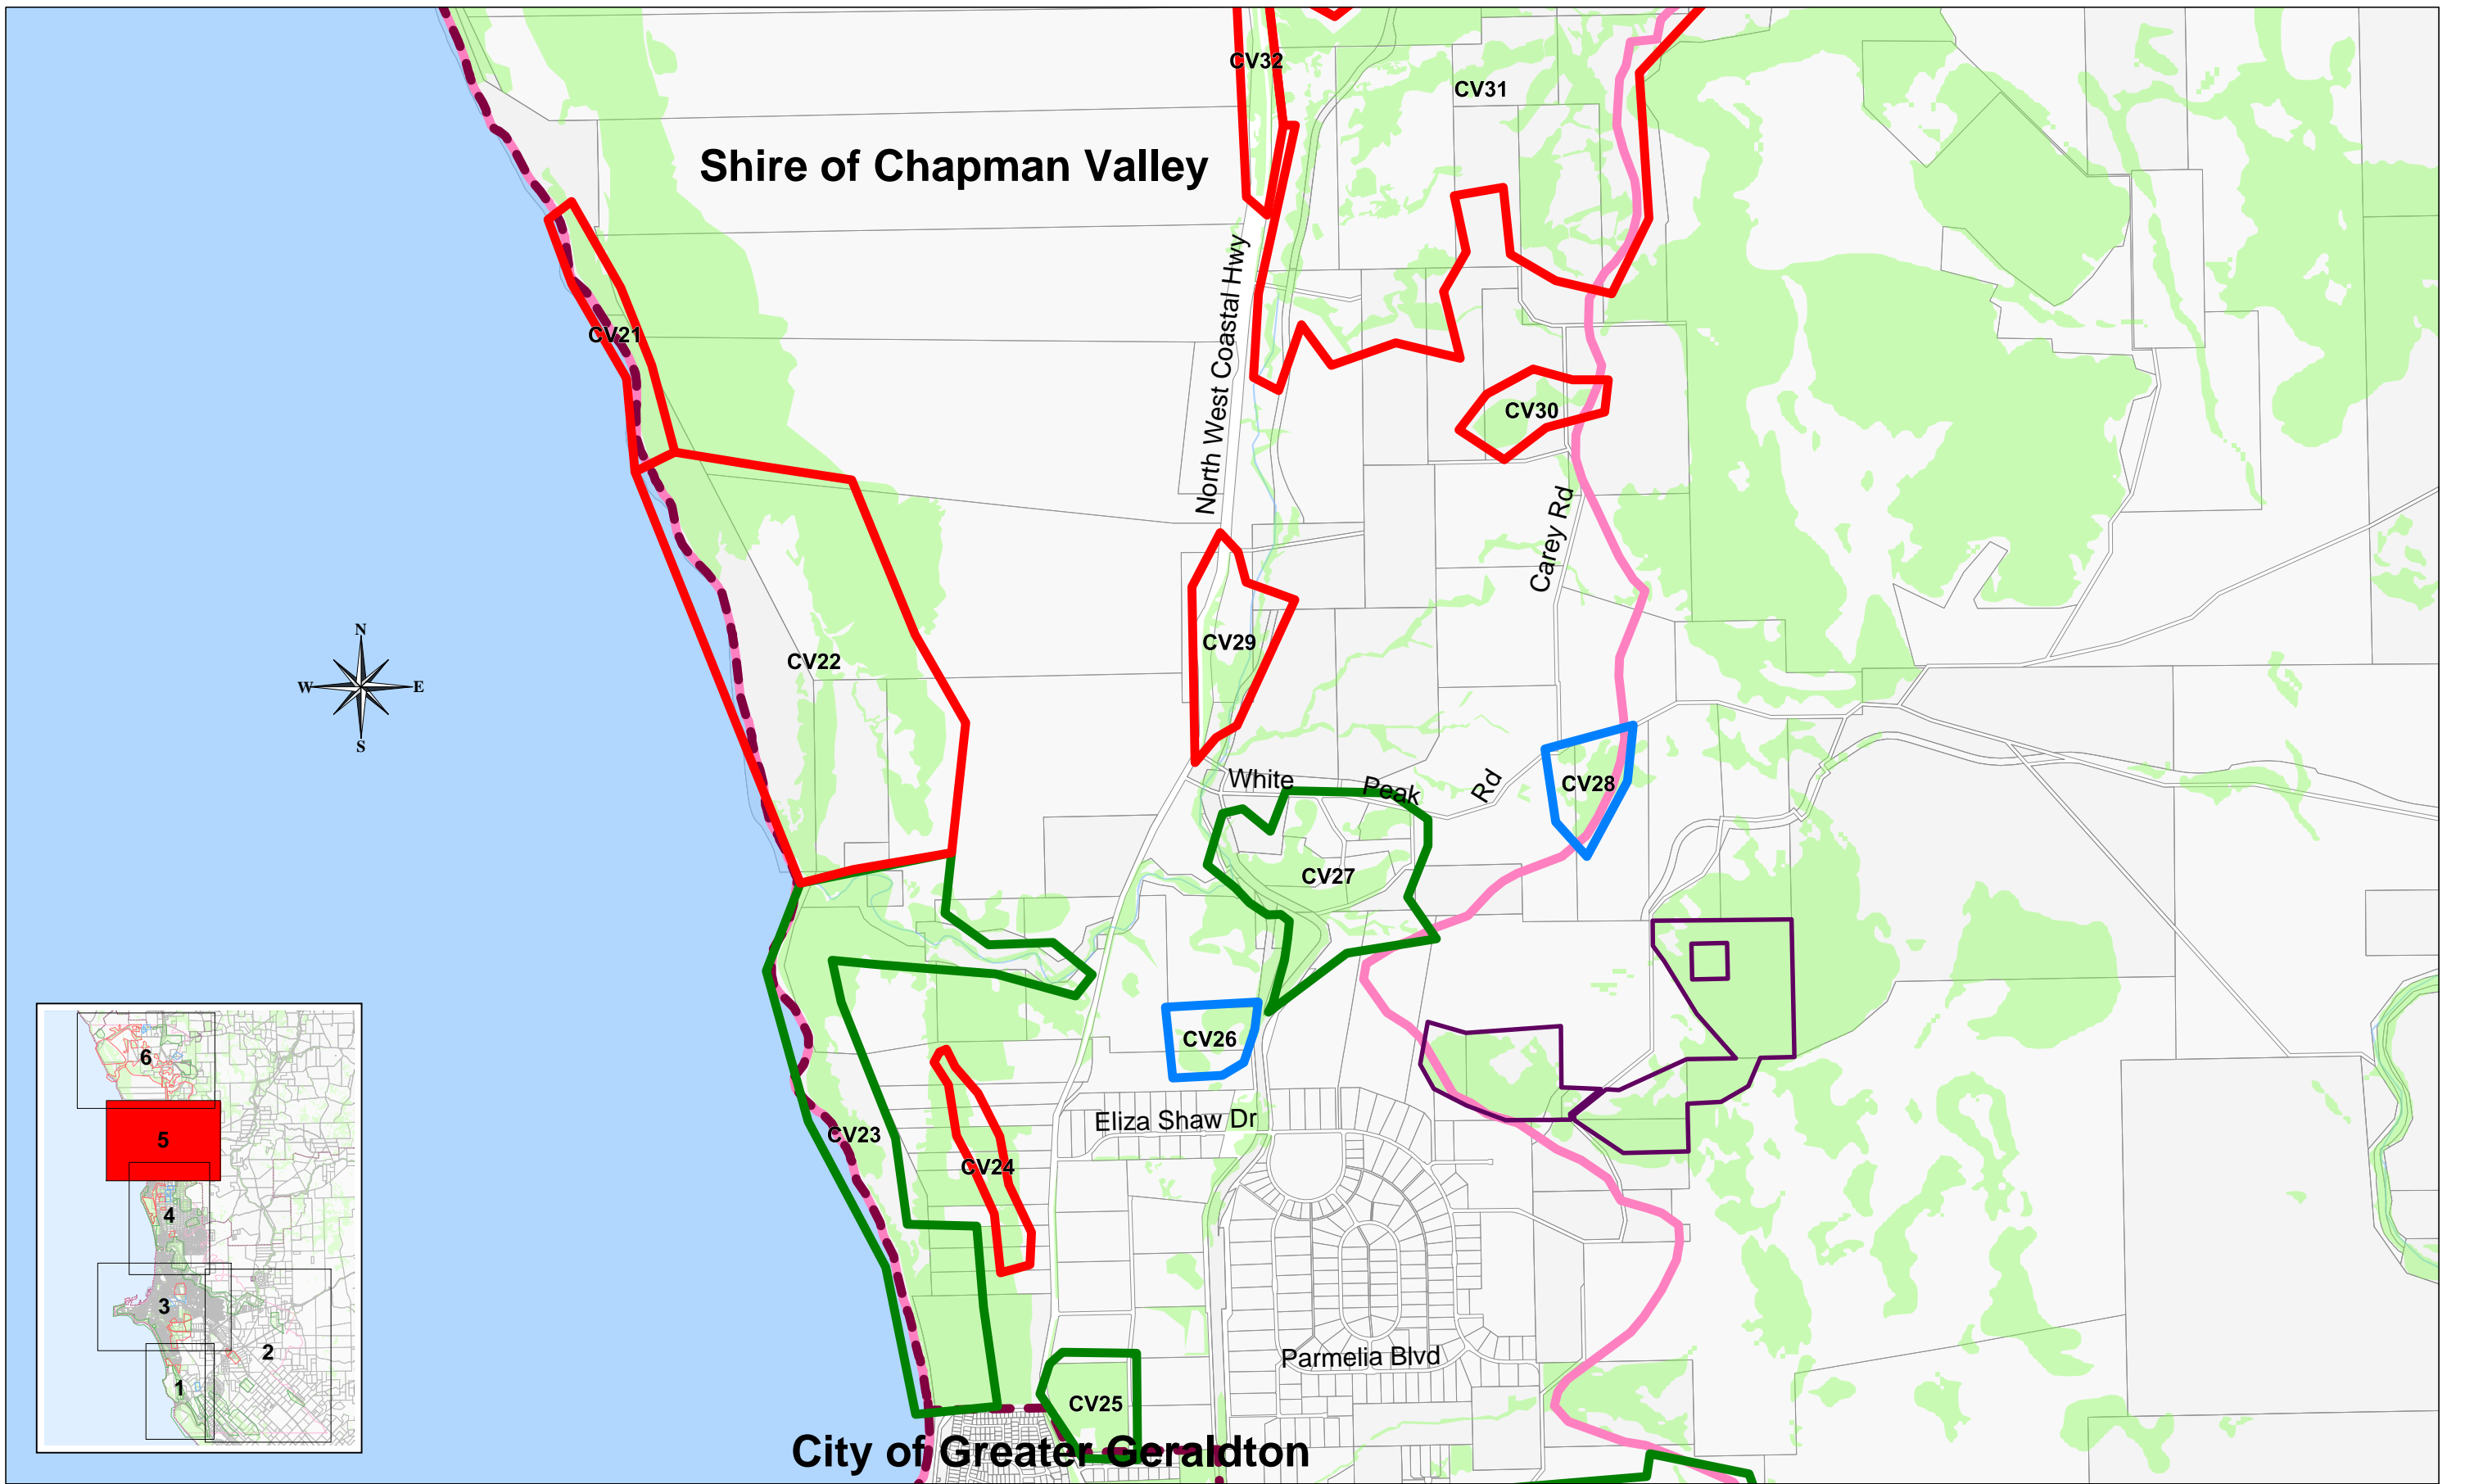 CV32
CV31
Shire of Chapman Valley
North West Coastal Hwy
CV21
CV30
Carey Rd
CV29
CV22
N
W
E
S
White Peak Rd
CV28
CV27
CV26
Eliza Shaw Dr
CV23
CV24
Parmelia Blvd
CV25
City of Greater Geraldton
6
5
4
3
2
1